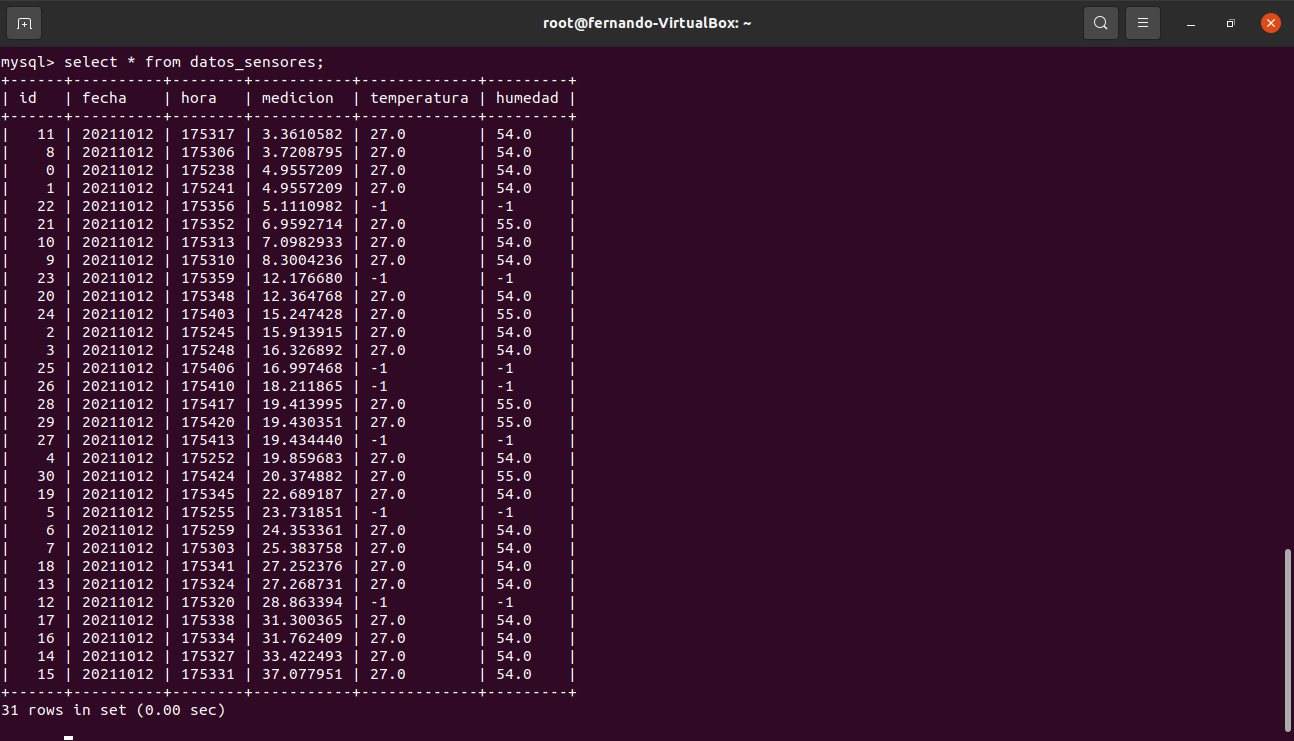 root@fernando-VirtualBox: ~
mysql> select * from datos_sensores;
+------+----------+--------+-----------+-------------+---------+
| id   | fecha    | hora   | medicion  | temperatura | humedad |
+------+----------+--------+-----------+-------------+---------+
|   11 | 20211012 | 175317 | 3.3610582 | 27.0        | 54.0    |
|    8 | 20211012 | 175306 | 3.7208795 | 27.0        | 54.0    |
|    0 | 20211012 | 175238 | 4.9557209 | 27.0        | 54.0    |
|    1 | 20211012 | 175241 | 4.9557209 | 27.0        | 54.0    |
|   22 | 20211012 | 175356 | 5.1110982 | -1          | -1      |
|   21 | 20211012 | 175352 | 6.9592714 | 27.0        | 55.0    |
|   10 | 20211012 | 175313 | 7.0982933 | 27.0        | 54.0    |
|    9 | 20211012 | 175310 | 8.3004236 | 27.0        | 54.0    |
|   23 | 20211012 | 175359 | 12.176680 | -1          | -1      |
|   20 | 20211012 | 175348 | 12.364768 | 27.0        | 54.0    |
|   24 | 20211012 | 175403 | 15.247428 | 27.0        | 55.0    |
|    2 | 20211012 | 175245 | 15.913915 | 27.0        | 54.0    |
|    3 | 20211012 | 175248 | 16.326892 | 27.0        | 54.0    |
|   25 | 20211012 | 175406 | 16.997468 | -1          | -1      |
|   26 | 20211012 | 175410 | 18.211865 | -1          | -1      |
|   28 | 20211012 | 175417 | 19.413995 | 27.0        | 55.0    |
|   29 | 20211012 | 175420 | 19.430351 | 27.0        | 55.0    |
|   27 | 20211012 | 175413 | 19.434440 | -1          | -1      |
|    4 | 20211012 | 175252 | 19.859683 | 27.0        | 54.0    |
|   30 | 20211012 | 175424 | 20.374882 | 27.0        | 55.0    |
|   19 | 20211012 | 175345 | 22.689187 | 27.0        | 54.0    |
|    5 | 20211012 | 175255 | 23.731851 | -1          | -1      |
|    6 | 20211012 | 175259 | 24.353361 | 27.0        | 54.0    |
|    7 | 20211012 | 175303 | 25.383758 | 27.0        | 54.0    |
|   18 | 20211012 | 175341 | 27.252376 | 27.0        | 54.0    |
|   13 | 20211012 | 175324 | 27.268731 | 27.0        | 54.0    |
|   12 | 20211012 | 175320 | 28.863394 | -1          | -1      |
|   17 | 20211012 | 175338 | 31.300365 | 27.0        | 54.0    |
|   16 | 20211012 | 175334 | 31.762409 | 27.0        | 54.0    |
|   14 | 20211012 | 175327 | 33.422493 | 27.0        | 54.0    |
|   15 | 20211012 | 175331 | 37.077951 | 27.0        | 54.0    |
+------+----------+--------+-----------+-------------+---------+
31 rows in set (0.00 sec)